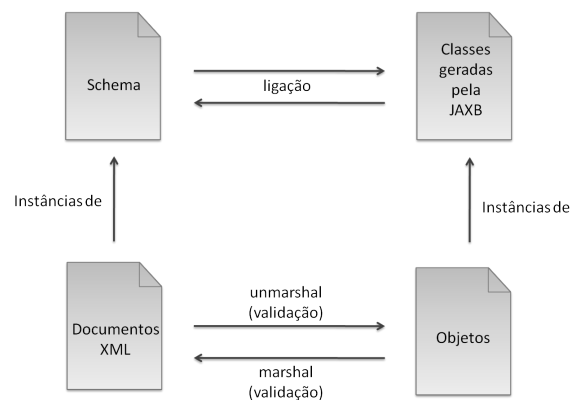 Schema
ligação
Classes
geradas
pela
JAXB
Instâncias de
Instâncias de
Documentos
XML
unmarshal
(validação)
marshal
(validação)
Objetos